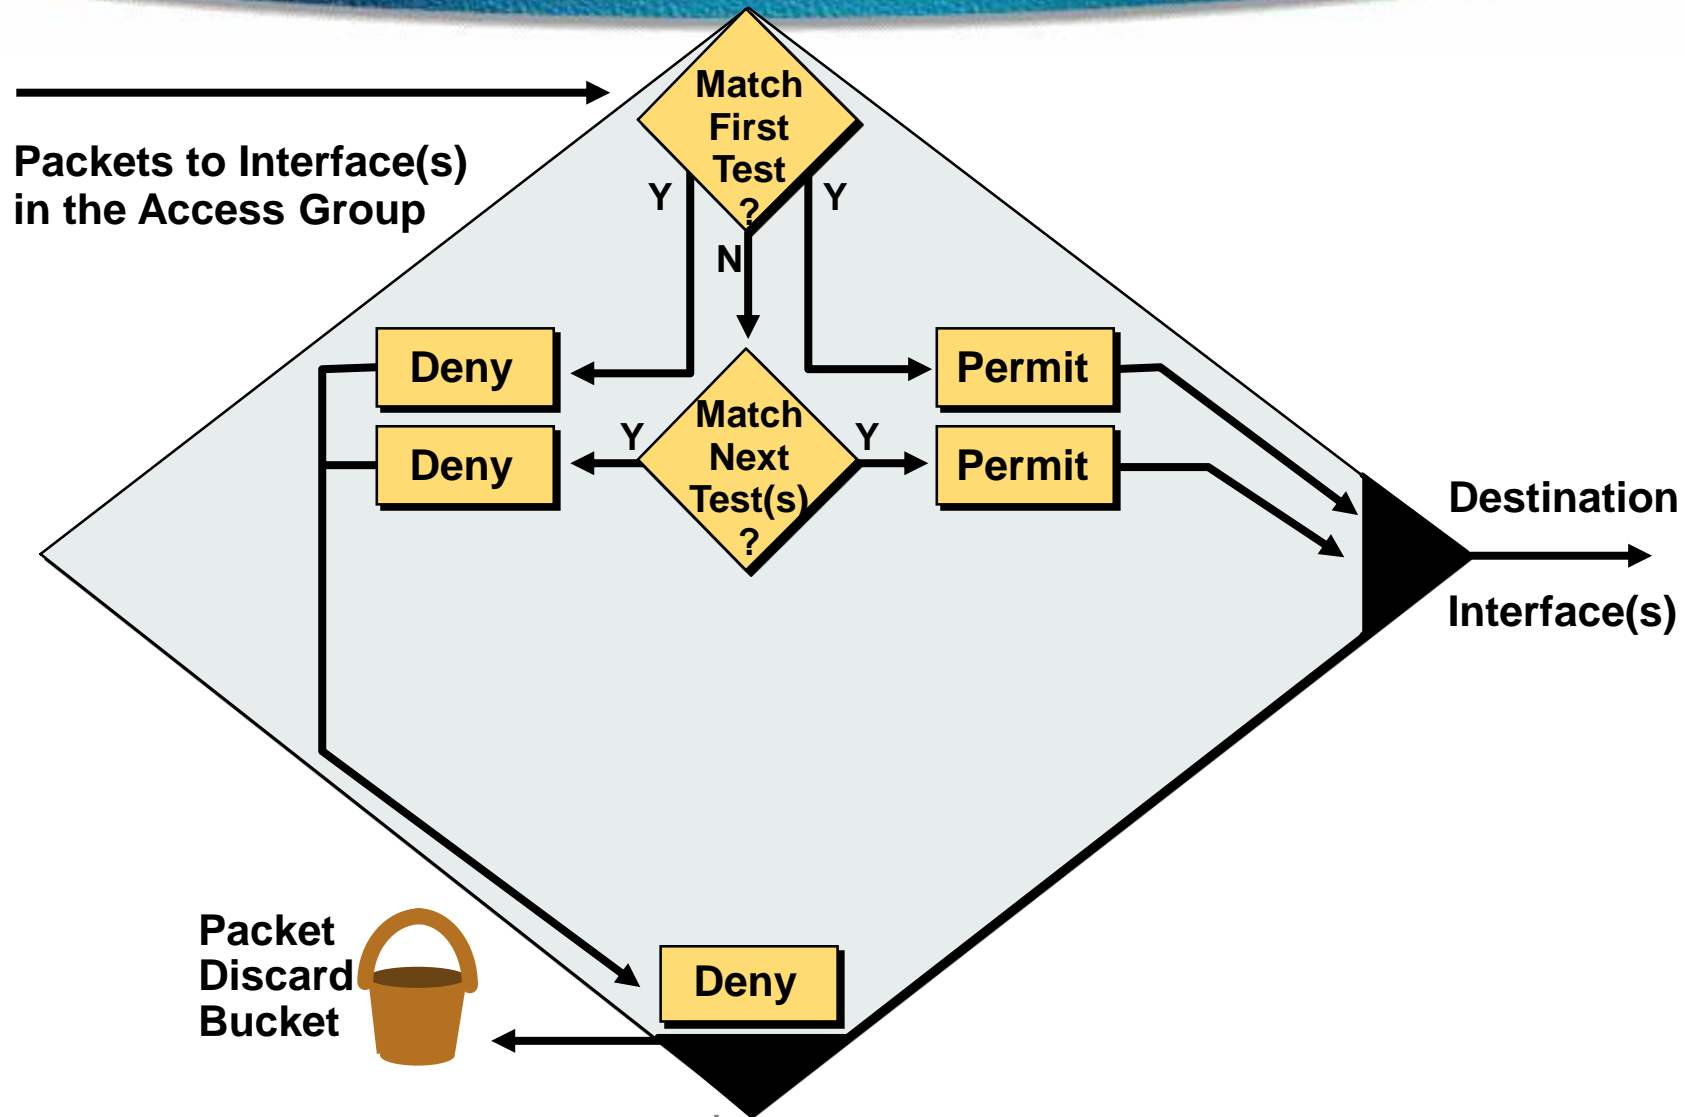 Match
First
Test
?
Packets to Interface(s)
in the Access Group
Y
Y
N
Deny
Permit
Match
Next
Test(s)
?
Y
Y
Deny
Permit
Destination
Interface(s)
Packet
Discard
Bucket
Deny